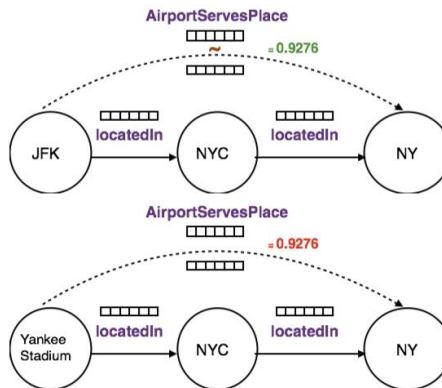 AirportServesPlace
~
= 0.9276
locatedIn
locatedIn
JFK
NYC
NY
AirportServesPlace
= 0.9276
locatedIn
locatedIn
Yankee
Stadium
NYC
NY